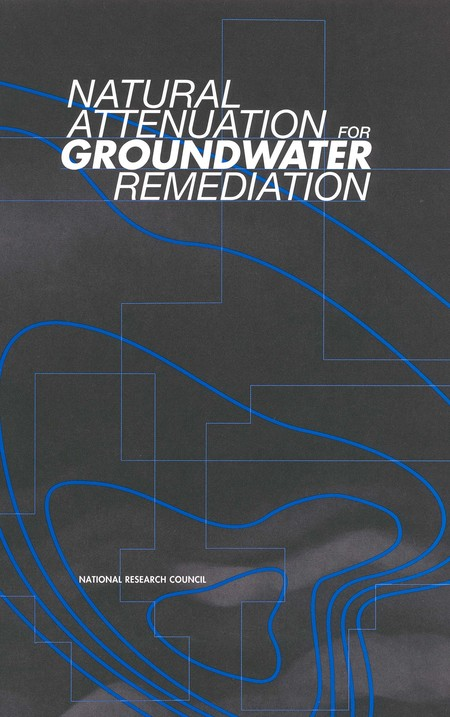 NATURAL
ATTENUATION FOR
GROUNDWATER
REMEDIATION
NATIONAL RESEARCH COUNCIL